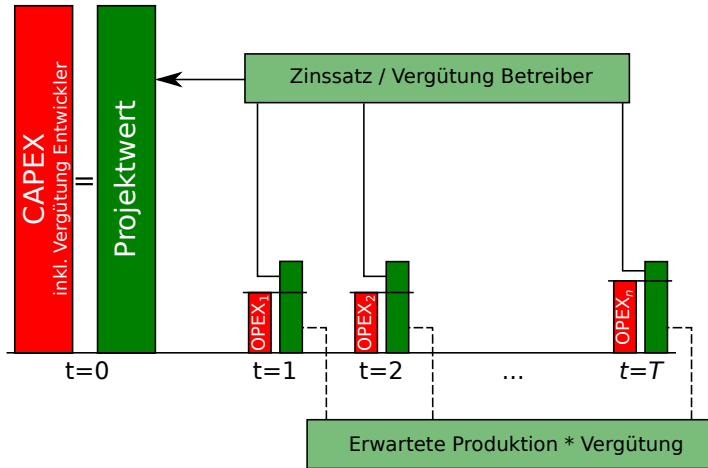 CAPEX
inkl. Vergütung Entwickler
=
Projektwert
Zinssatz / Vergütung Betreiber
OPEX₁
OPEX₂
OPEXₙ
t=0
t=1
t=2
...
t=T
Erwartete Produktion * Vergütung